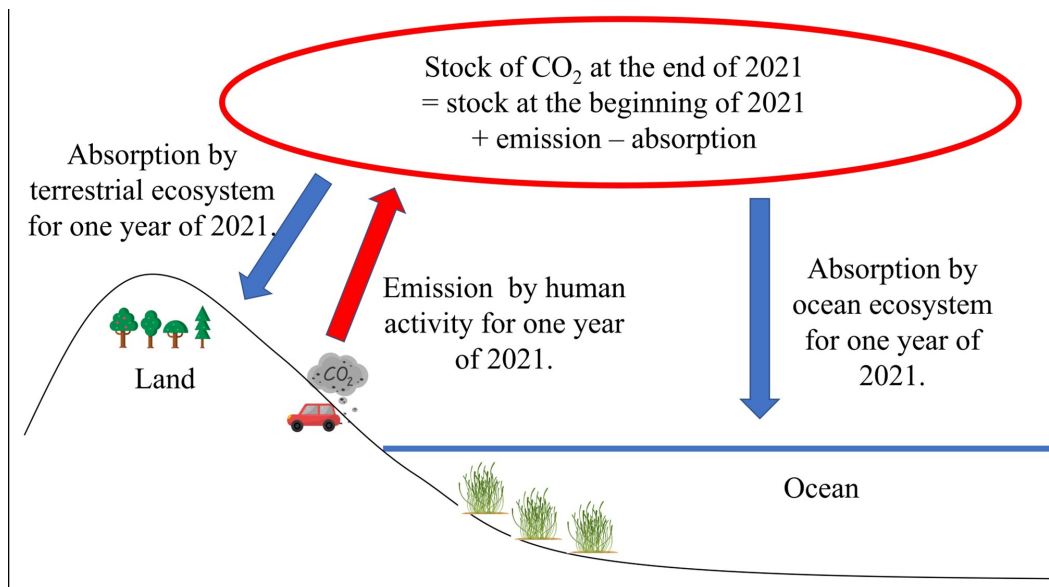 Stock of CO₂ at the end of 2021
= stock at the beginning of 2021
+ emission – absorption
Absorption by
terrestrial ecosystem
for one year of 2021.
Emission  by human
activity for one year
of 2021.
Absorption by
ocean ecosystem
for one year of
2021.
Land
CO₂
Ocean